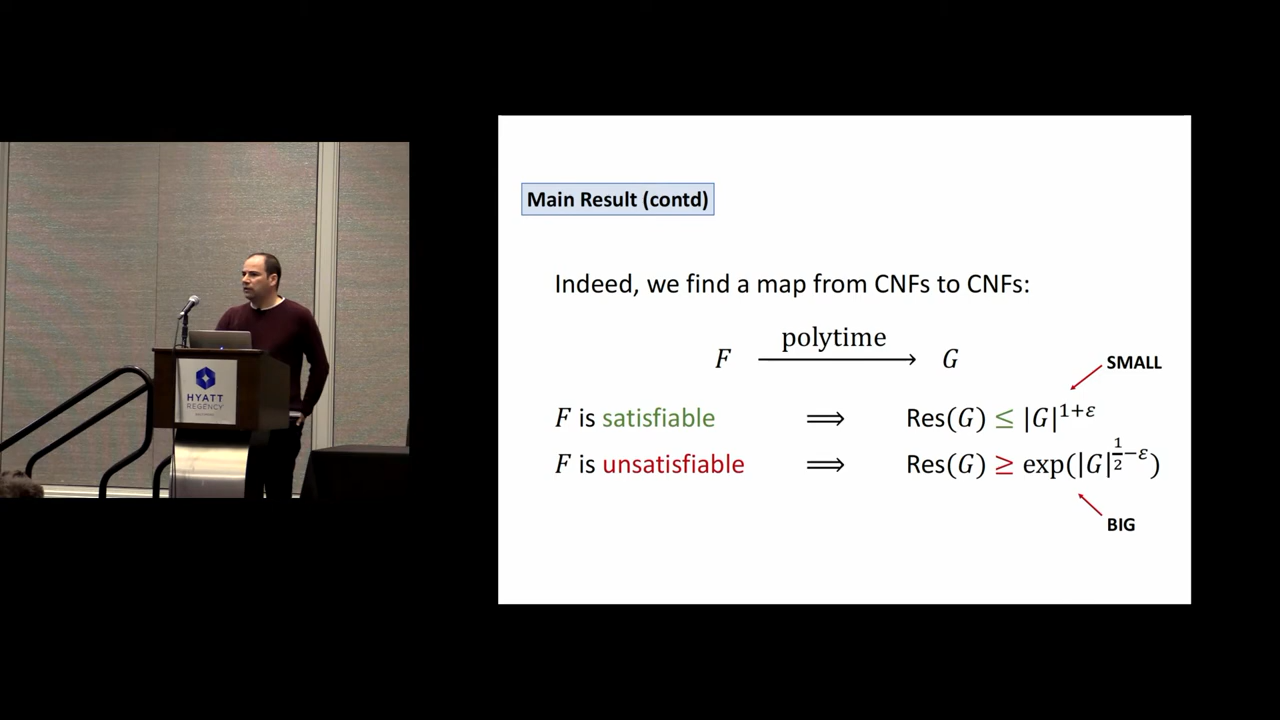 Main Result (contd)
Indeed, we find a map from CNFs to CNFs:
polytime
F ⟶ G
SMALL
F is satisfiable ⟹ Res(G) ≤ |G|^{1+ε}
F is unsatisfiable ⟹ Res(G) ≥ exp(|G|^{1/2−ε})
BIG
HYATT
REGENCY